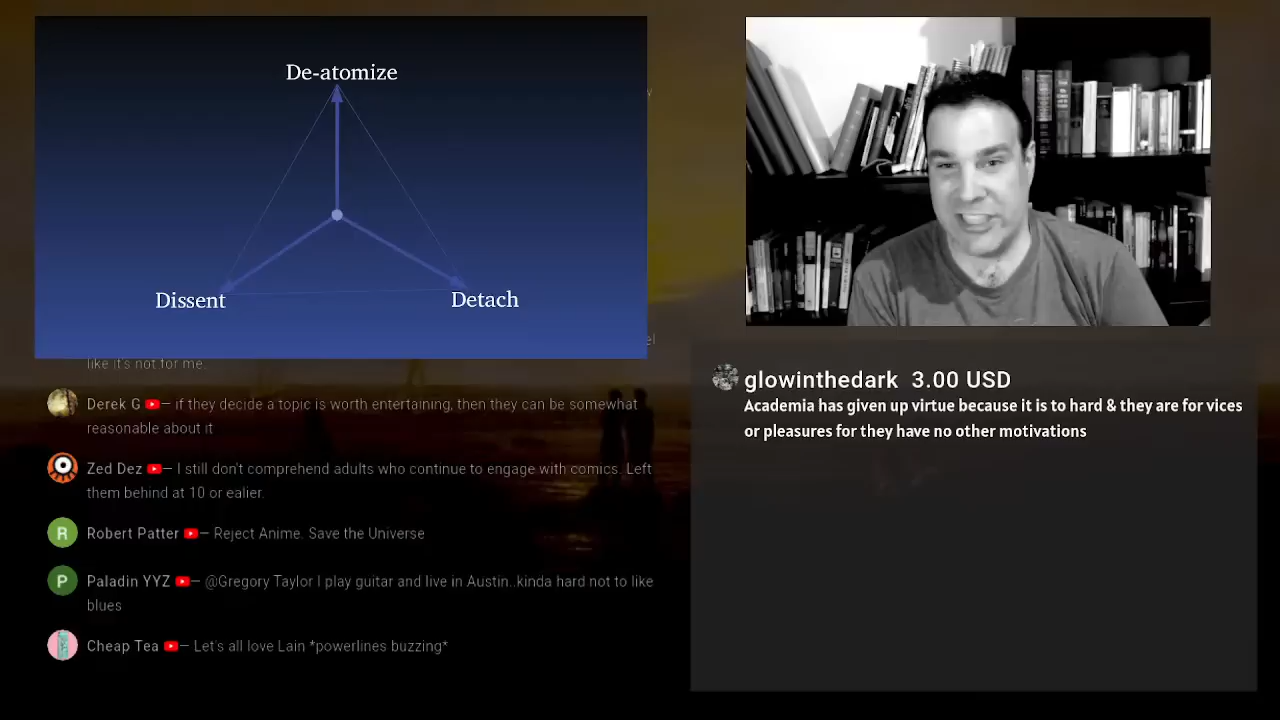 De-atomize
Dissent
Detach
like it's not for me.
Derek G — if they decide a topic is worth entertaining, then they can be somewhat
reasonable about it
Zed Dez — I still don't comprehend adults who continue to engage with comics. Left
them behind at 10 or ealier.
R
Robert Patter — Reject Anime. Save the Universe
P
Paladin YYZ — @Gregory Taylor I play guitar and live in Austin..kinda hard not to like
blues
Cheap Tea — Let's all love Lain *powerlines buzzing*
glowinthedark 3.00 USD
Academia has given up virtue because it is to hard & they are for vices
or pleasures for they have no other motivations